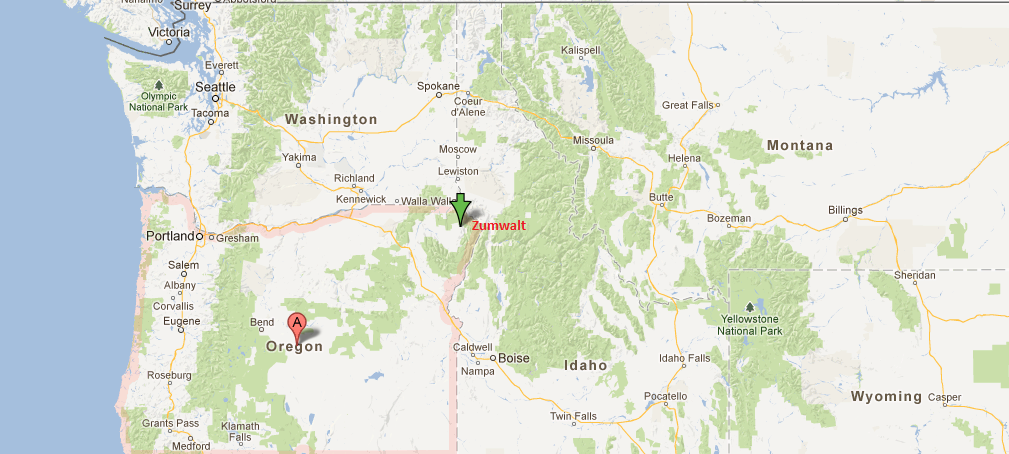 Nanaimo
Surrey
Abbotsford
Victoria
Everett
Seattle
Olympic
National Park
Tacoma
Washington
Spokane
Coeur
d'Alene
Kalispell
Great Falls
Montana
Missoula
Helena
Moscow
Lewiston
Yakima
Richland
Kennewick
Walla Wal
Zumwalt
Butte
Bozeman
Billings
Portland
Gresham
Salem
Albany
Corvallis
Eugene
Bend
A
Oregon
Sheridan
Yellowstone
National Park
Caldwell
Boise
Nampa
Idaho
Idaho Falls
Roseburg
Pocatello
Wyoming
Casper
Twin Falls
Grants Pass
Medford
Klamath
Falls